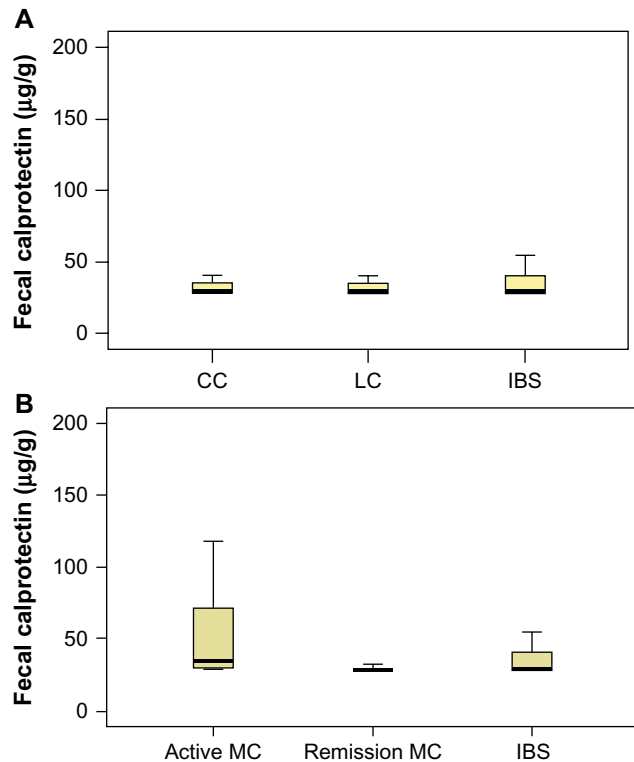 A
Fecal calprotectin (μg/g)
200
150
100
50
0
CC LC IBS
B
Fecal calprotectin (μg/g)
200
150
100
50
0
Active MC Remission MC IBS